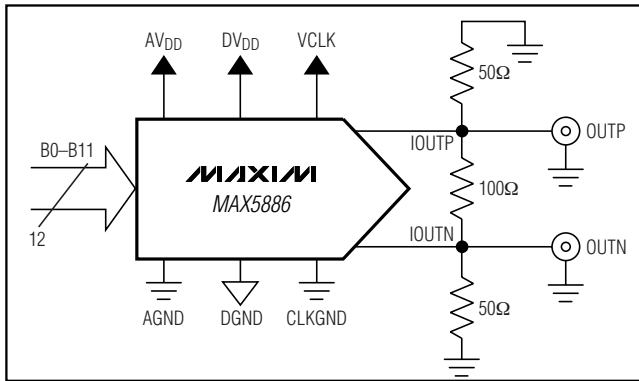 AVDD DVDD VCLK
50Ω
B0–B11
IOUTP
OUTP
MAXIM
MAX5886
100Ω
12
IOUTN
OUTN
50Ω
AGND DGND CLKGND